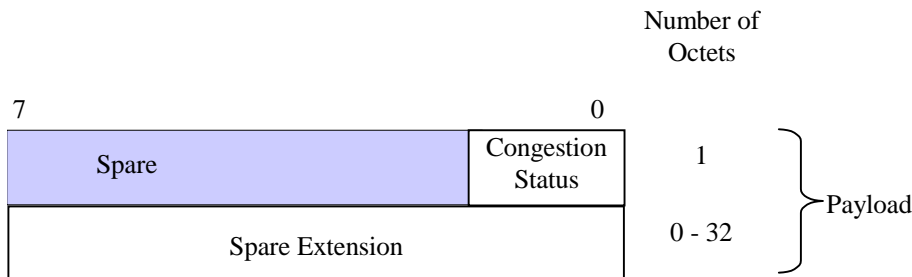 Number of
Octets
7 0
Spare
Congestion
Status
1
Payload
Spare Extension
0 - 32